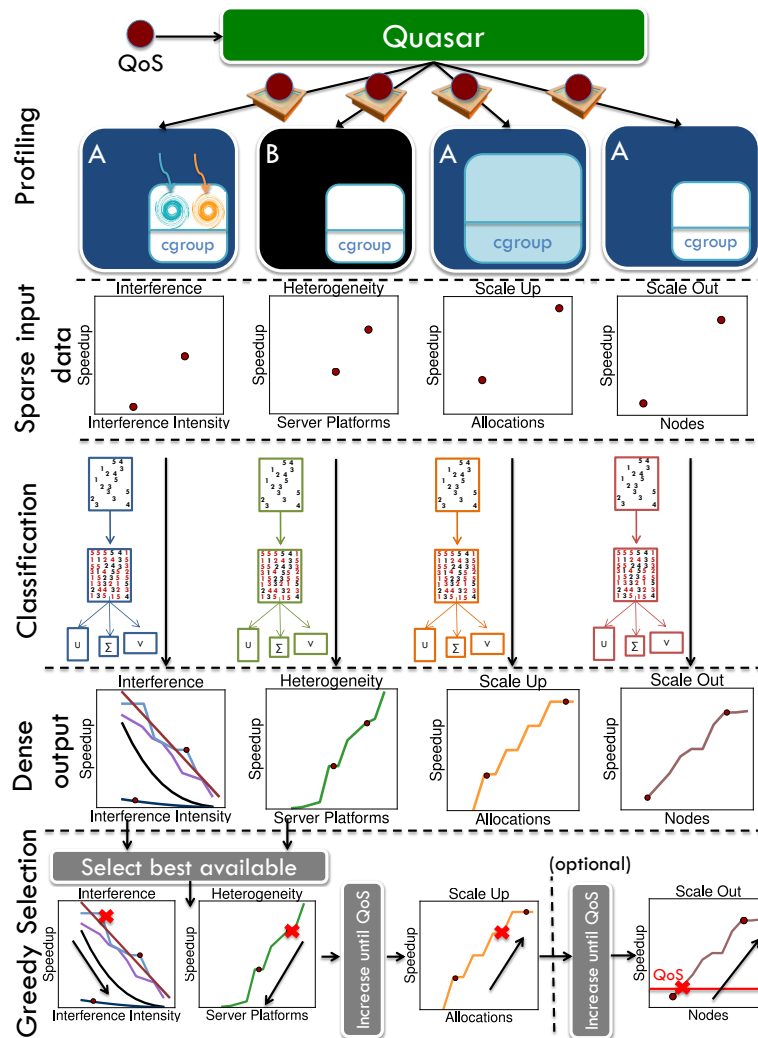 Quasar
QoS
Profiling
A
B
A
A
cgroup
cgroup
cgroup
cgroup
Sparse input
data
Interference
Speedup
Interference Intensity
Heterogeneity
Speedup
Server Platforms
Scale Up
Speedup
Allocations
Scale Out
Speedup
Nodes
Classification
U
Σ
V
U
Σ
V
U
Σ
V
U
Σ
V
Dense
output
Interference
Speedup
Interference Intensity
Heterogeneity
Speedup
Server Platforms
Scale Up
Speedup
Allocations
Scale Out
Speedup
Nodes
Greedy Selection
Select best available
Interference
Speedup
Interference Intensity
Heterogeneity
Speedup
Server Platforms
Increase until QoS
Scale Up
Speedup
Allocations
(optional)
Increase until QoS
Scale Out
Speedup
QoS
Nodes